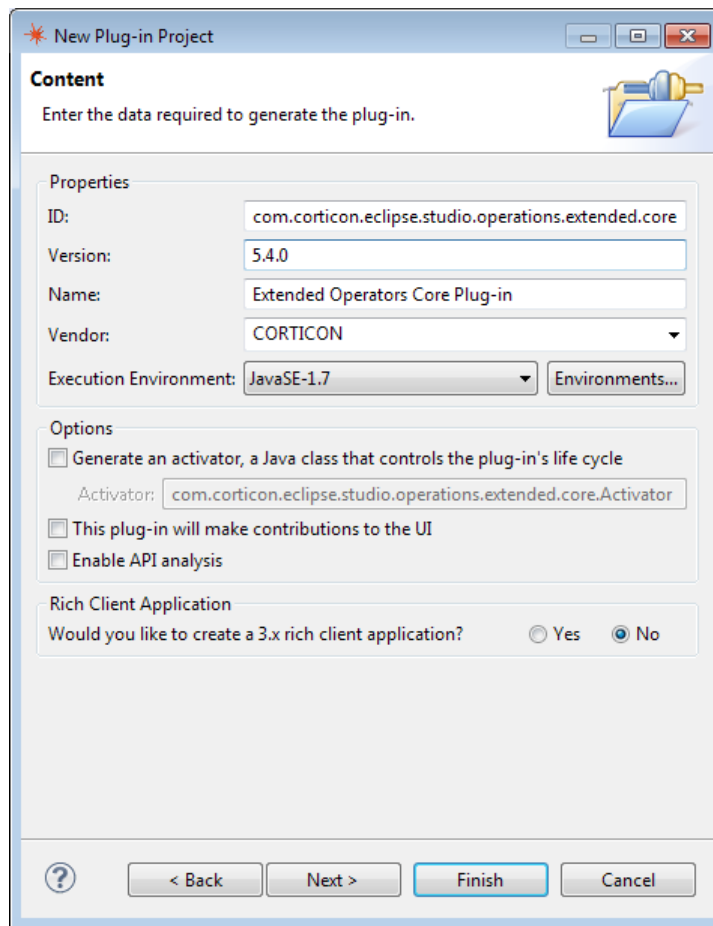 New Plug-in Project
Content
Enter the data required to generate the plug-in.
Properties
ID: com.corticon.eclipse.studio.operations.extended.core
Version: 5.4.0
Name: Extended Operators Core Plug-in
Vendor: CORTICON
Execution Environment: JavaSE-1.7 Environments...
Options
Generate an activator, a Java class that controls the plug-in's life cycle
Activator: com.corticon.eclipse.studio.operations.extended.core.Activator
This plug-in will make contributions to the UI
Enable API analysis
Rich Client Application
Would you like to create a 3.x rich client application? Yes No
? < Back Next > Finish Cancel